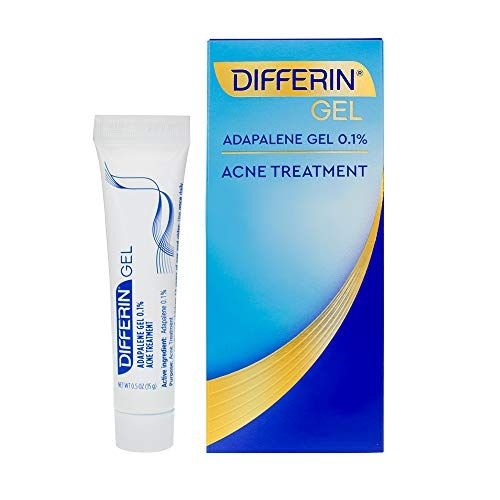 DIFFERIN®
GEL
ADAPALENE GEL 0.1%
ACNE TREATMENT
DIFFERIN GEL
ADAPALENE GEL 0.1%
ACNE TREATMENT
Active ingredient: Adapalene 0.1%
Purpose: Acne Treatment
NET WT 0.5 OZ (15 g)